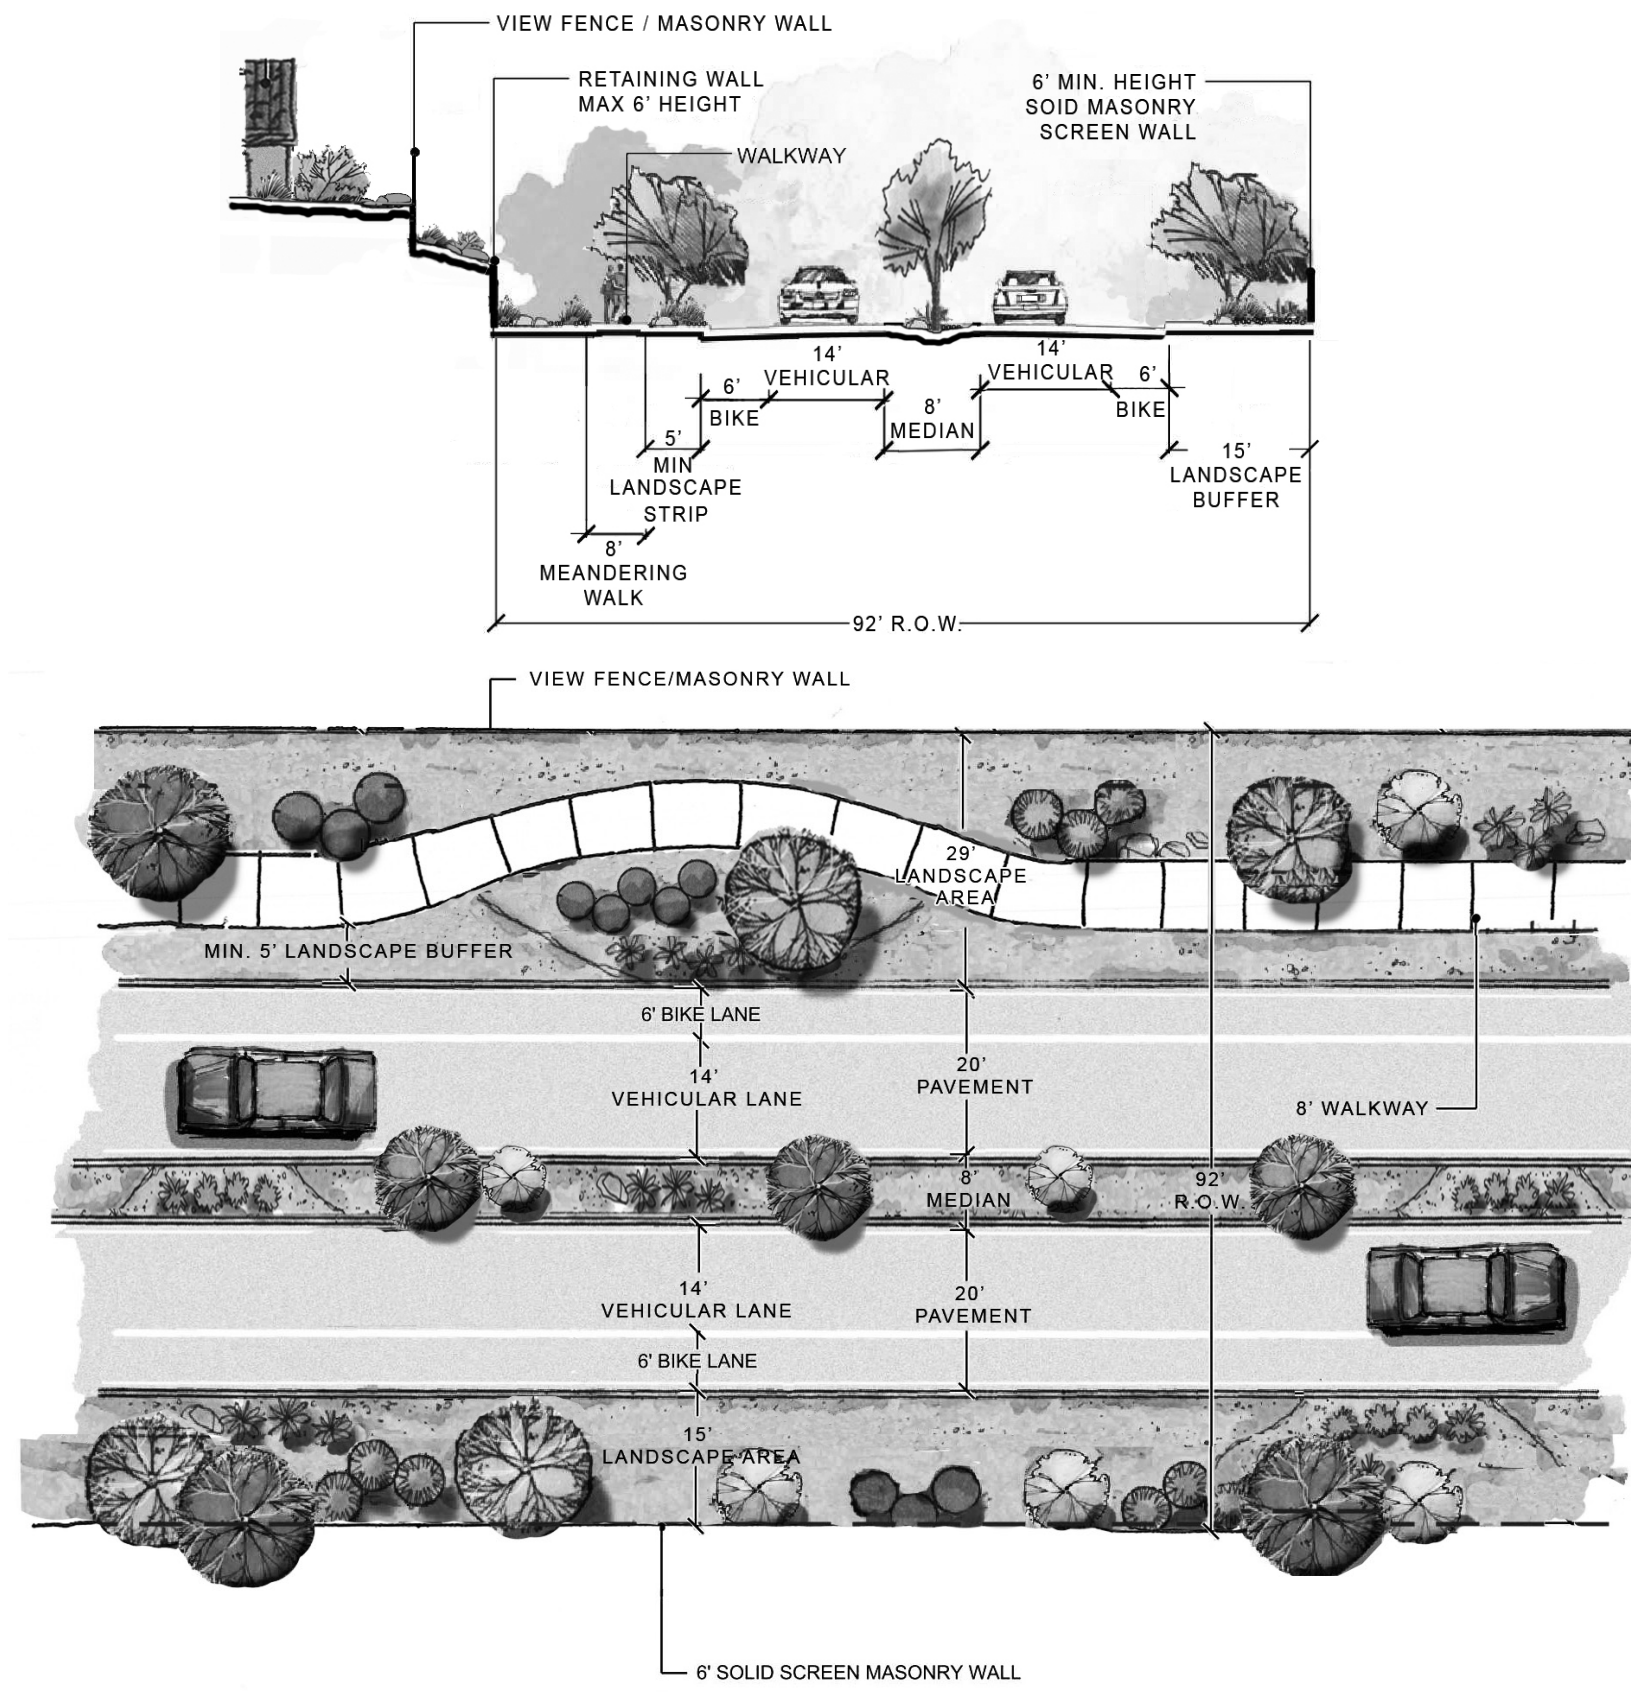 VIEW FENCE / MASONRY WALL
RETAINING WALL
MAX 6’ HEIGHT
6’ MIN. HEIGHT
SOID MASONRY
SCREEN WALL
WALKWAY
14’
VEHICULAR
14’
VEHICULAR
6’
BIKE
6’
BIKE
8’
MEDIAN
5’
MIN
LANDSCAPE
STRIP
15’
LANDSCAPE
BUFFER
8’
MEANDERING
WALK
92’ R.O.W.
VIEW FENCE/MASONRY WALL
29’
LANDSCAPE
AREA
MIN. 5’ LANDSCAPE BUFFER
6' BIKE LANE
14’
VEHICULAR LANE
20’
PAVEMENT
8’ WALKWAY
8’
MEDIAN
92’
R.O.W.
14’
VEHICULAR LANE
20’
PAVEMENT
6' BIKE LANE
15’
LANDSCAPE AREA
6' SOLID SCREEN MASONRY WALL